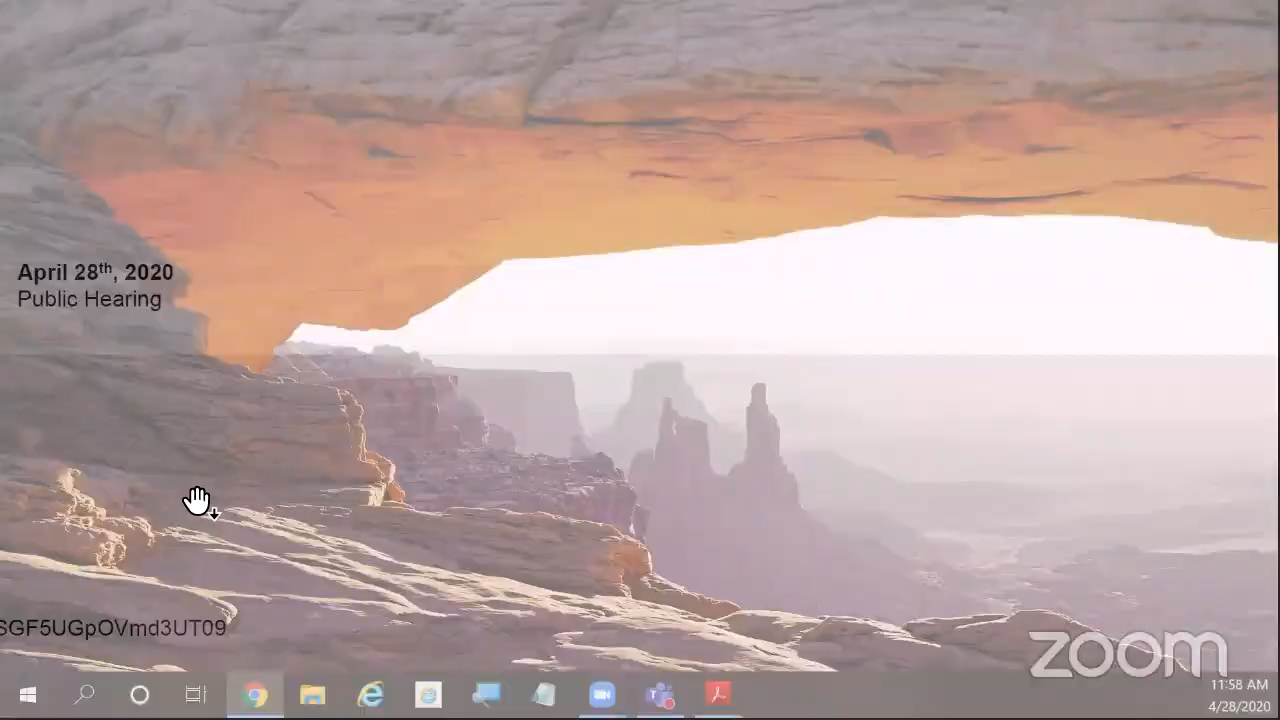 April 28th, 2020
Public Hearing
SGF5UGpOVmd3UT09
zoom
11:58 AM
4/28/2020